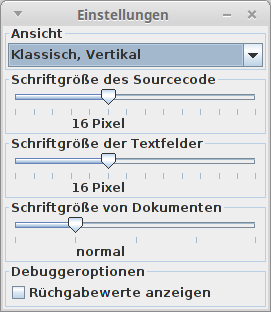 Einstellungen
Ansicht
Klassisch, Vertikal
Schriftgröße des Sourcecode
16 Pixel
Schriftgröße der Textfelder
16 Pixel
Schriftgröße von Dokumenten
normal
Debuggeroptionen
Rüchgabewerte anzeigen